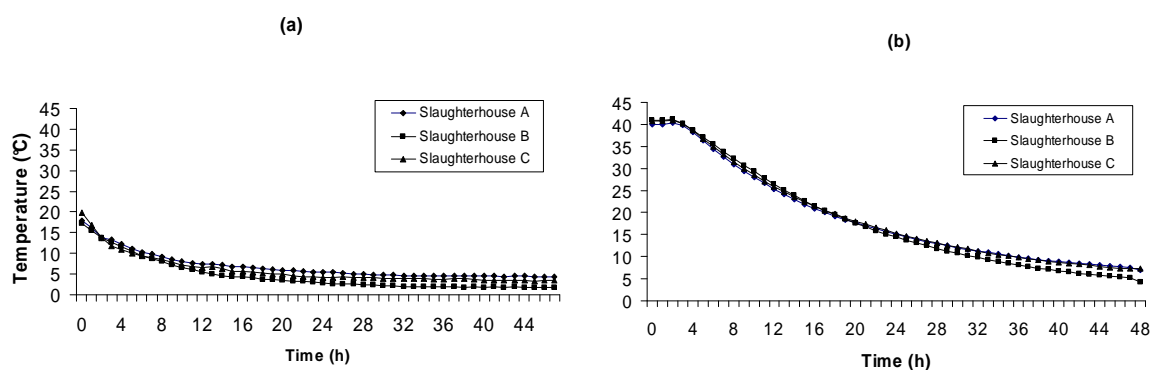 (a)
45
40
35
30
25
20
15
10
5
0
Temperature (°C)
Slaughterhouse A
Slaughterhouse B
Slaughterhouse C
0 4 8 12 16 20 24 28 32 36 40 44
Time (h)
(b)
45
40
35
30
25
20
15
10
5
0
Slaughterhouse A
Slaughterhouse B
Slaughterhouse C
0 4 8 12 16 20 24 28 32 36 40 44 48
Time (h)